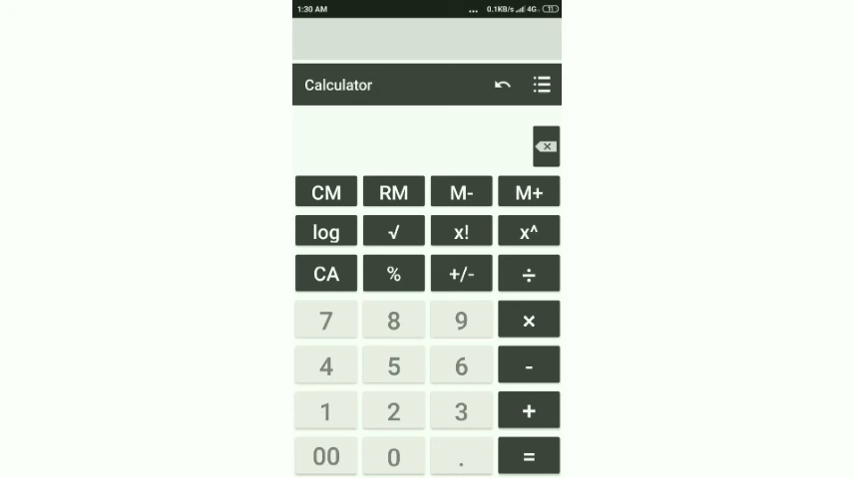 1:30 AM ... 0.1KB/s 4G 11
Calculator
CM RM M- M+
log √ x! x^
CA % +/- ÷
7 8 9 ×
4 5 6 -
1 2 3 +
00 0 . =